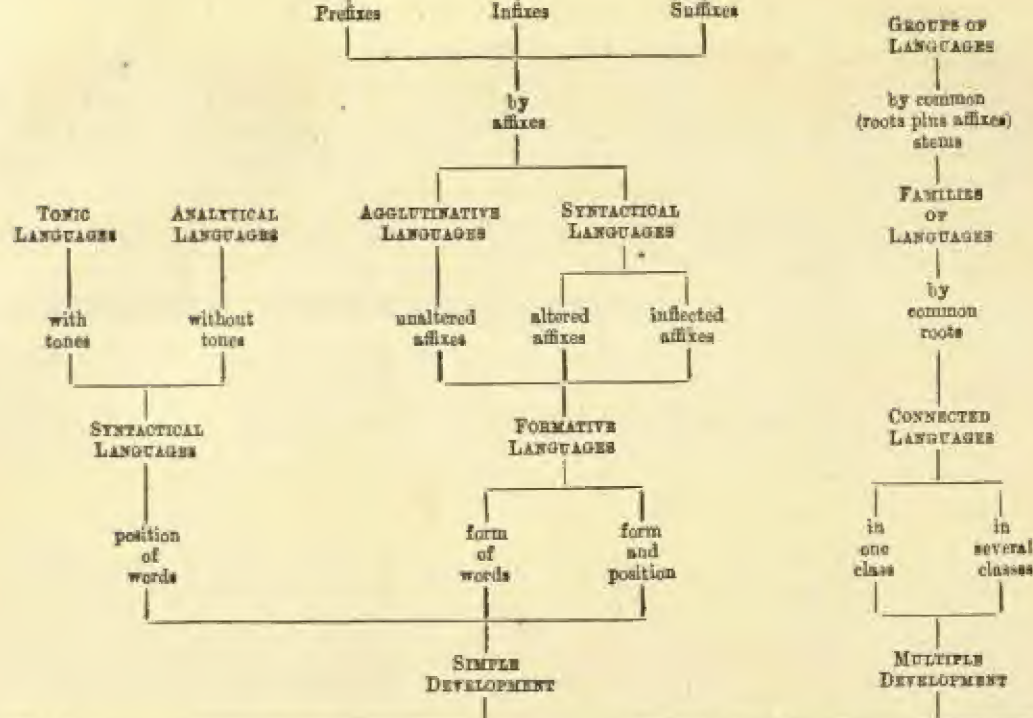 Prefixes Infixes Suffixes
GROUPS OF
LANGUAGES
by
affixes
by common
(roots plus affixes)
stems
TONIC
LANGUAGES
ANALYTICAL
LANGUAGES
AGGLUTINATIVE
LANGUAGES
SYNTACTICAL
LANGUAGES
FAMILIES
OF
LANGUAGES
with
tones
without
tones
unaltered
affixes
altered
affixes
inflected
affixes
by
common
roots
SYNTACTICAL
LANGUAGES
FORMATIVE
LANGUAGES
CONNECTED
LANGUAGES
position
of
words
form
of
words
form
and
position
in
one
class
in
several
classes
SIMPLE
DEVELOPMENT
MULTIPLE
DEVELOPMENT